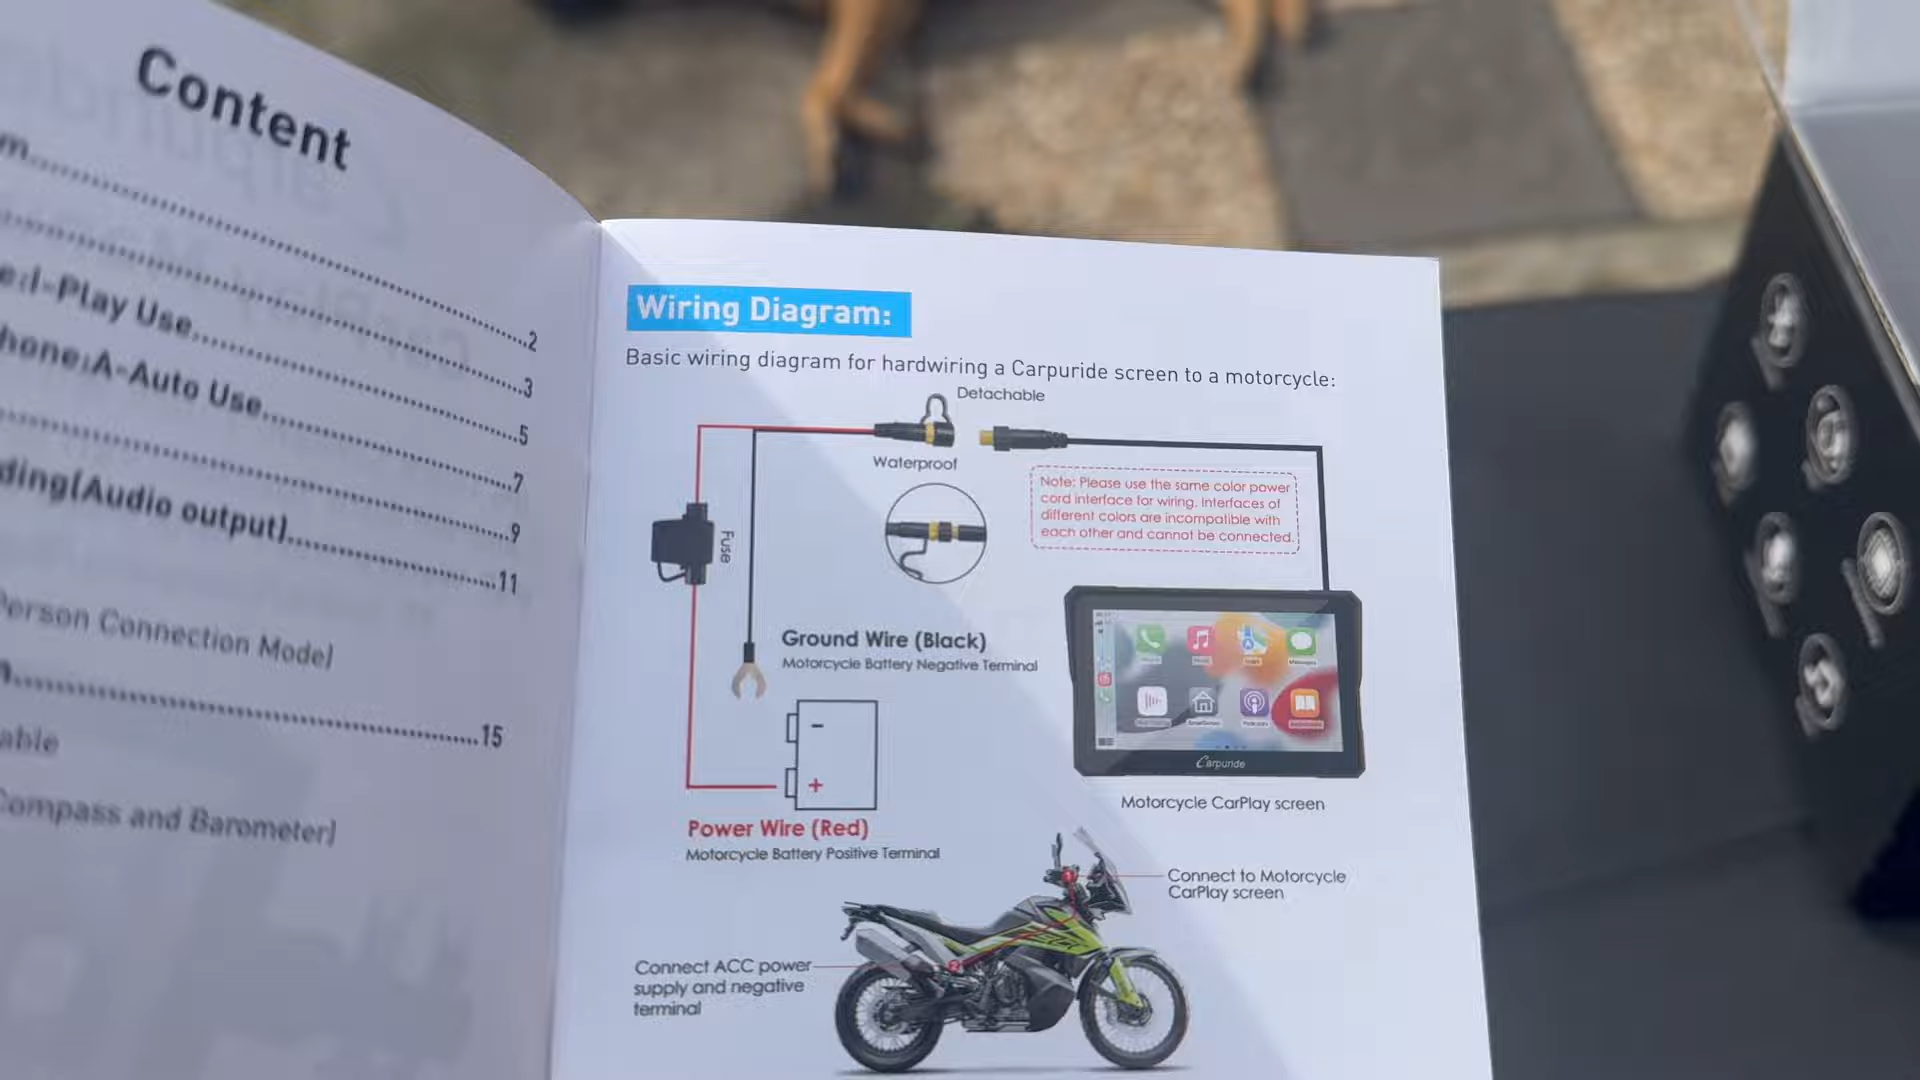 Content
m....................2
....................3
e:I-Play Use....................5
hone:A-Auto Use....................7
....................9
ding(Audio output)....................11
Person Connection Model
....................15
able
Compass and Barometer)
Wiring Diagram:
Basic wiring diagram for hardwiring a Carpuride screen to a motorcycle:
Detachable
Waterproof
Note: Please use the same color power
cord interface for wiring. Interfaces of
different colors are incompatible with
each other and cannot be connected.
Fuse
Ground Wire (Black)
Motorcycle Battery Negative Terminal
-
+
Power Wire (Red)
Motorcycle Battery Positive Terminal
Carpuride
Motorcycle CarPlay screen
Connect to Motorcycle
CarPlay screen
Connect ACC power
supply and negative
terminal